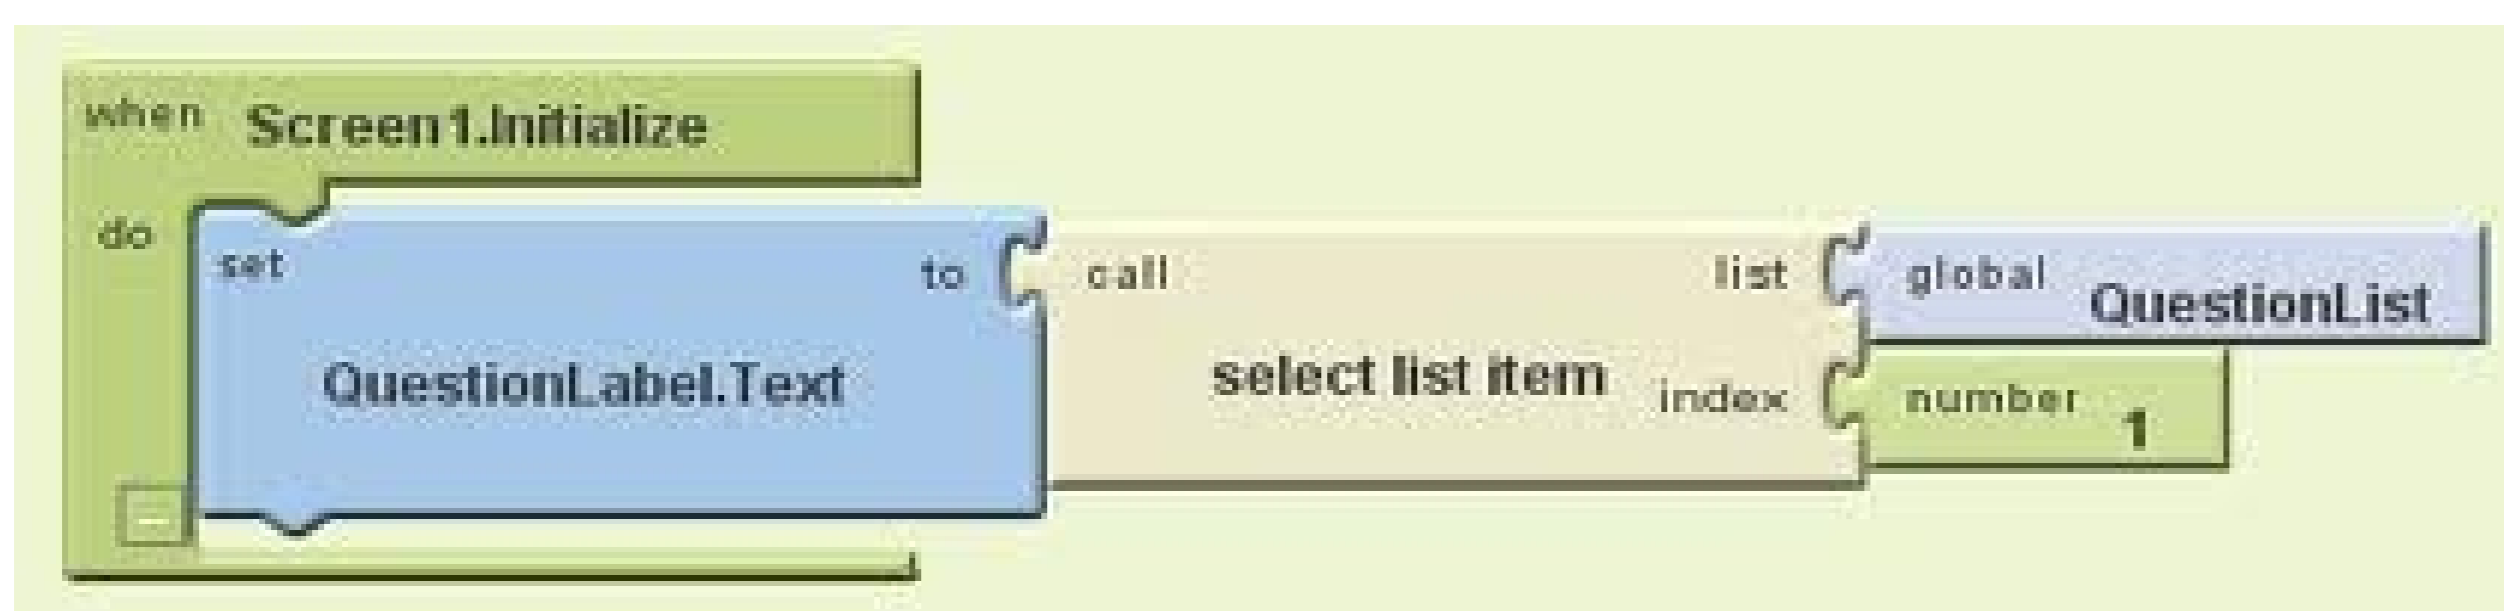 when Screen1.Initialize
do
set to call list global QuestionList
QuestionLabel.Text select list item index number 1